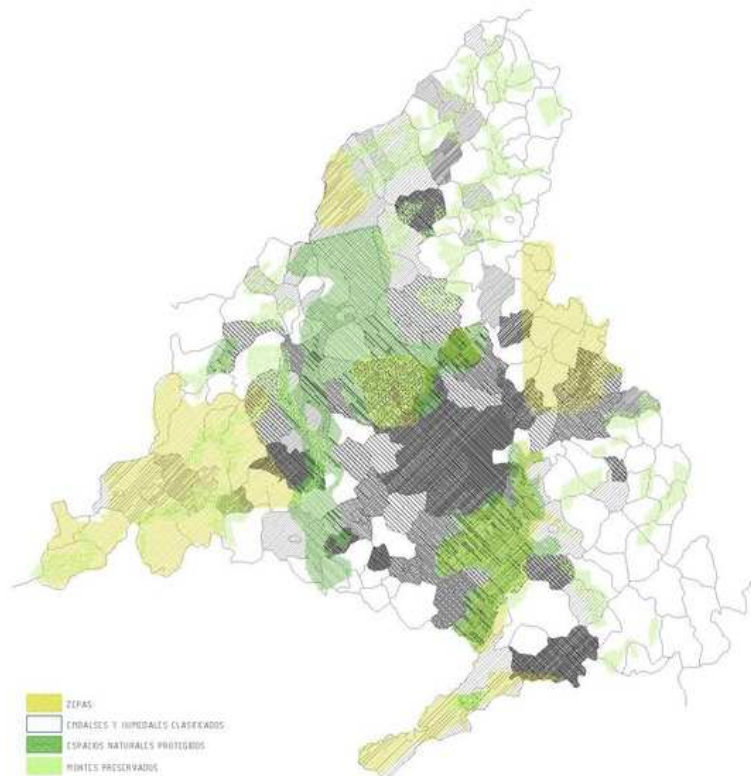 ZEPAS
EMBALSES Y HUMEDALES CLASIFICADOS
ESPACIOS NATURALES PROTEGIDOS
MONTES PRESERVADOS